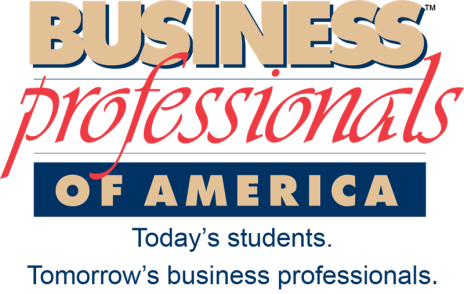 BUSINESS™
professionals
OF AMERICA
Today's students.
Tomorrow's business professionals.